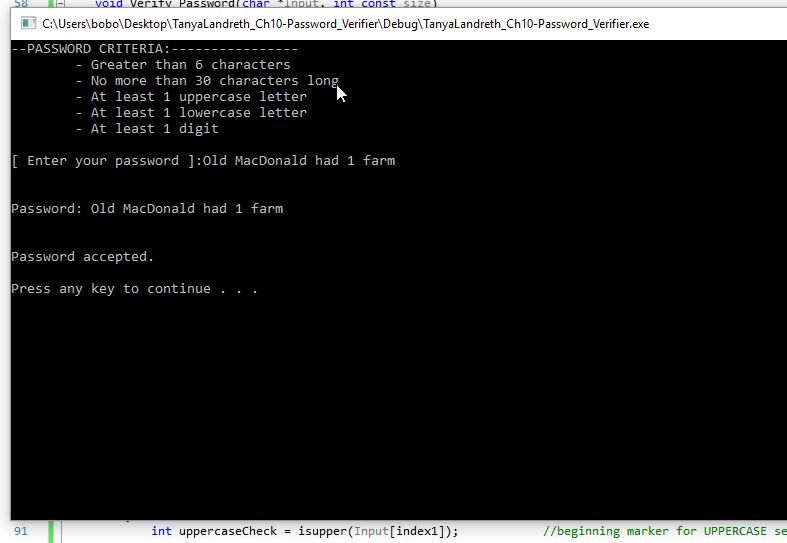 58 void Verify_Password(char *Input, int const size)
C:\Users\bobo\Desktop\TanyaLandreth_Ch10-Password_Verifier\Debug\TanyaLandreth_Ch10-Password_Verifier.exe
--PASSWORD CRITERIA:----------------
- Greater than 6 characters
- No more than 30 characters long
- At least 1 uppercase letter
- At least 1 lowercase letter
- At least 1 digit
[ Enter your password ]:Old MacDonald had 1 farm
Password: Old MacDonald had 1 farm
Password accepted.
Press any key to continue . . .
91 int uppercaseCheck = isupper(Input[index1]); //beginning marker for UPPERCASE se